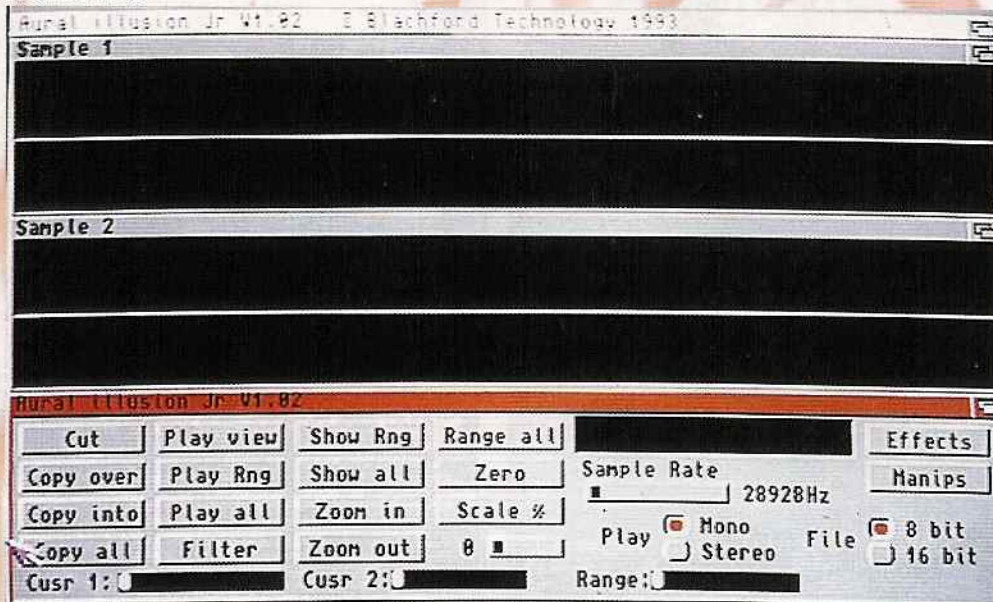 Aural illusion Jr V1.02 © Blachford Technology 1993
Sample 1
Sample 2
Aural illusion Jr V1.02
Cut Play view Show Rng Range all Effects
Copy over Play Rng Show all Zero Sample Rate Manips
28928Hz
Copy into Play all Zoom in Scale %
Play Mono File 8 bit
Stereo 16 bit
Copy all Filter Zoom out 0
Cusr 1: Cusr 2: Range: